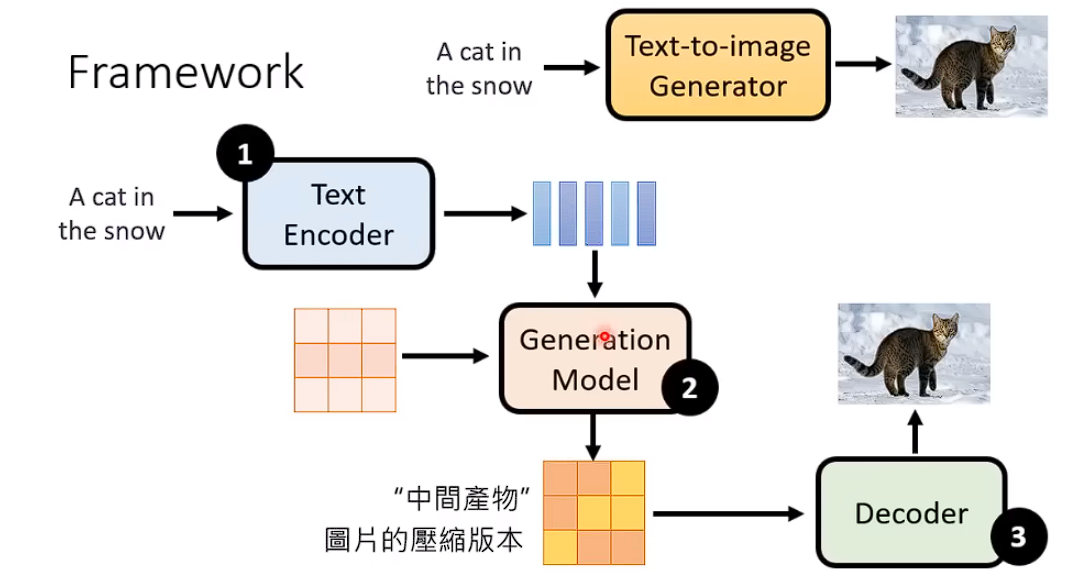 Framework
A cat in
the snow
Text-to-image
Generator
1
A cat in
the snow
Text
Encoder
Generation
Model
2
“中間產物”
圖片的壓縮版本
Decoder
3